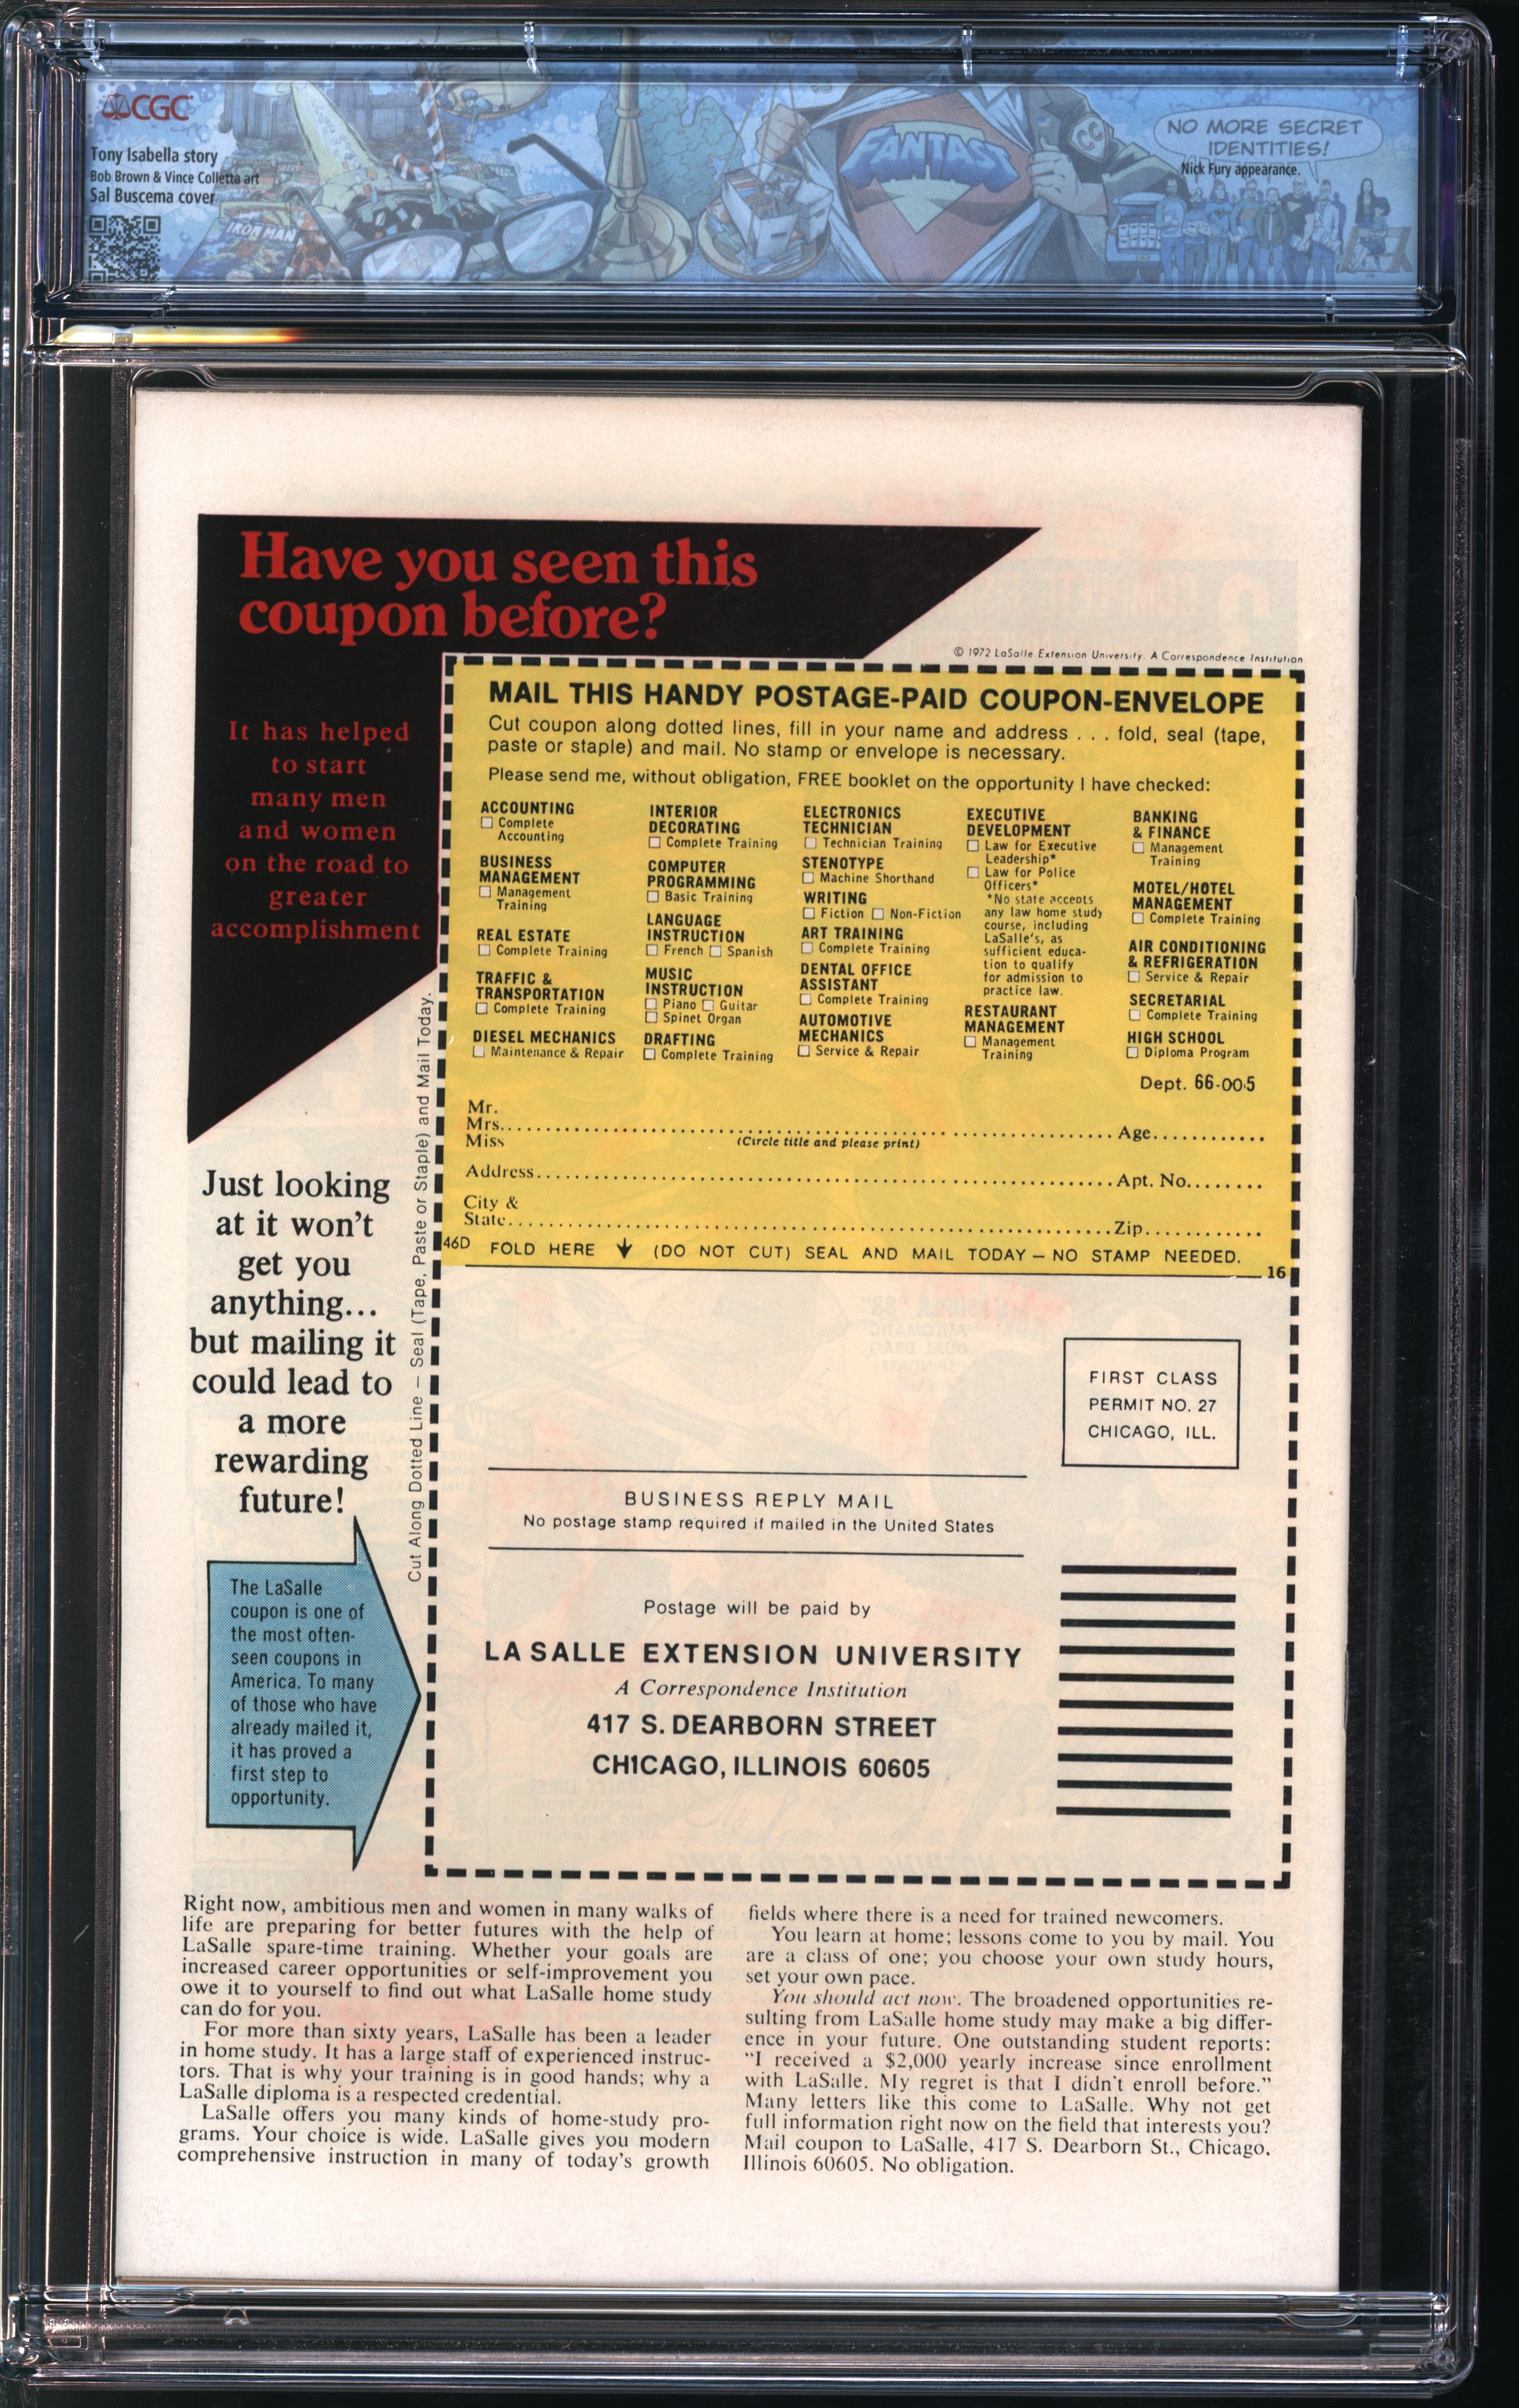 CGC
Tony Isabella story
Bob Brown & Vince Colletta art
Sal Buscema cover
IRON MAN
FANTAST
CC
NO MORE SECRET
IDENTITIES!
Nick Fury appearance.
Have you seen this
coupon before?
It has helped
to start
many men
and women
on the road to
greater
accomplishment
© 1972 LaSalle Extension University. A Correspondence Institution
MAIL THIS HANDY POSTAGE-PAID COUPON-ENVELOPE
Cut coupon along dotted lines, fill in your name and address . . . fold, seal (tape,
paste or staple) and mail. No stamp or envelope is necessary.
Please send me, without obligation, FREE booklet on the opportunity I have checked:
ACCOUNTING
☐ Complete
Accounting
BUSINESS
MANAGEMENT
☐ Management
Training
REAL ESTATE
☐ Complete Training
TRAFFIC &
TRANSPORTATION
☐ Complete Training
DIESEL MECHANICS
☐ Maintenance & Repair
INTERIOR
DECORATING
☐ Complete Training
COMPUTER
PROGRAMMING
☐ Basic Training
LANGUAGE
INSTRUCTION
☐ French ☐ Spanish
MUSIC
INSTRUCTION
☐ Piano ☐ Guitar
☐ Spinet Organ
DRAFTING
☐ Complete Training
ELECTRONICS
TECHNICIAN
☐ Technician Training
STENOTYPE
☐ Machine Shorthand
WRITING
☐ Fiction ☐ Non-Fiction
ART TRAINING
☐ Complete Training
DENTAL OFFICE
ASSISTANT
☐ Complete Training
AUTOMOTIVE
MECHANICS
☐ Service & Repair
EXECUTIVE
DEVELOPMENT
☐ Law for Executive
Leadership*
☐ Law for Police
Officers*
*No state accepts
any law home study
course, including
LaSalle's, as
sufficient educa-
tion to qualify
for admission to
practice law.
RESTAURANT
MANAGEMENT
☐ Management
Training
BANKING
& FINANCE
☐ Management
Training
MOTEL/HOTEL
MANAGEMENT
☐ Complete Training
AIR CONDITIONING
& REFRIGERATION
☐ Service & Repair
SECRETARIAL
☐ Complete Training
HIGH SCHOOL
☐ Diploma Program
Dept. 66-005
Mr.
Mrs. Age
Miss (Circle title and please print)
Address Apt. No.
City &
State Zip
46D FOLD HERE ↓ (DO NOT CUT) SEAL AND MAIL TODAY — NO STAMP NEEDED.
16
Cut Along Dotted Line — Seal (Tape, Paste or Staple) and Mail Today.
Just looking
at it won't
get you
anything...
but mailing it
could lead to
a more
rewarding
future!
The LaSalle
coupon is one of
the most often-
seen coupons in
America. To many
of those who have
already mailed it,
it has proved a
first step to
opportunity.
FIRST CLASS
PERMIT NO. 27
CHICAGO, ILL.
BUSINESS REPLY MAIL
No postage stamp required if mailed in the United States
Postage will be paid by
LA SALLE EXTENSION UNIVERSITY
A Correspondence Institution
417 S. DEARBORN STREET
CHICAGO, ILLINOIS 60605
Right now, ambitious men and women in many walks of
life are preparing for better futures with the help of
LaSalle spare-time training. Whether your goals are
increased career opportunities or self-improvement you
owe it to yourself to find out what LaSalle home study
can do for you.
For more than sixty years, LaSalle has been a leader
in home study. It has a large staff of experienced instruc-
tors. That is why your training is in good hands; why a
LaSalle diploma is a respected credential.
LaSalle offers you many kinds of home-study pro-
grams. Your choice is wide. LaSalle gives you modern
comprehensive instruction in many of today's growth
fields where there is a need for trained newcomers.
You learn at home; lessons come to you by mail. You
are a class of one; you choose your own study hours,
set your own pace.
You should act now. The broadened opportunities re-
sulting from LaSalle home study may make a big differ-
ence in your future. One outstanding student reports:
“I received a $2,000 yearly increase since enrollment
with LaSalle. My regret is that I didn't enroll before.”
Many letters like this come to LaSalle. Why not get
full information right now on the field that interests you?
Mail coupon to LaSalle, 417 S. Dearborn St., Chicago,
Illinois 60605. No obligation.